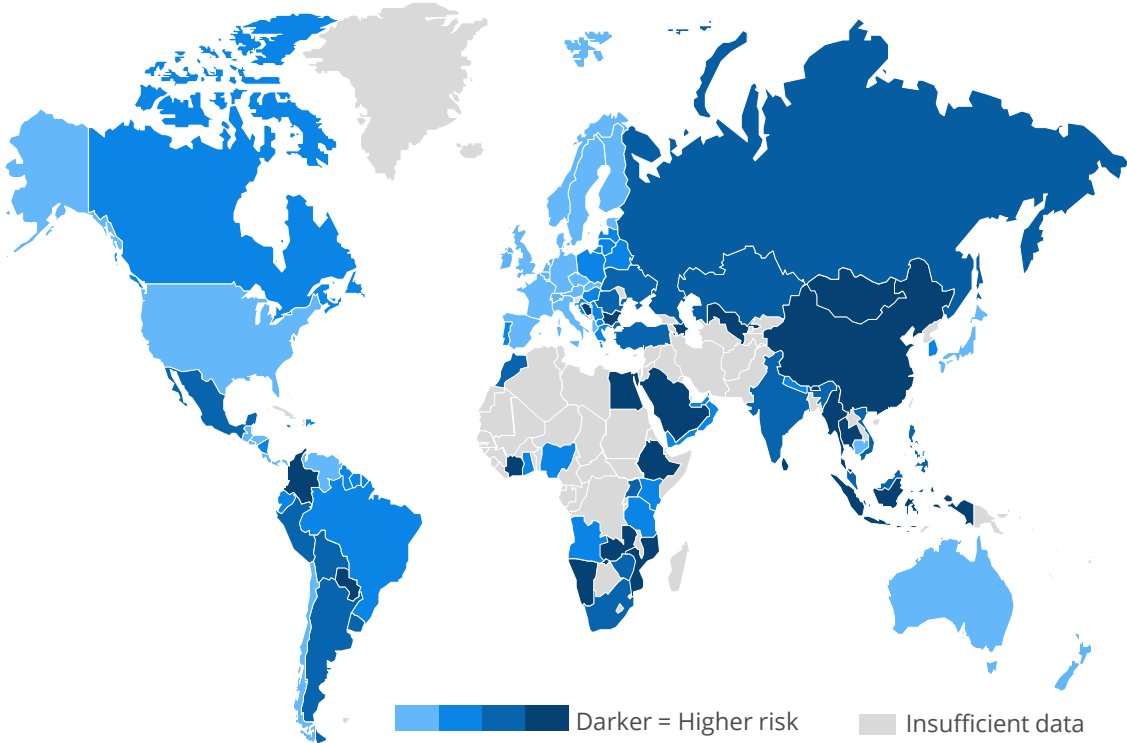 Darker = Higher risk
Insufficient data